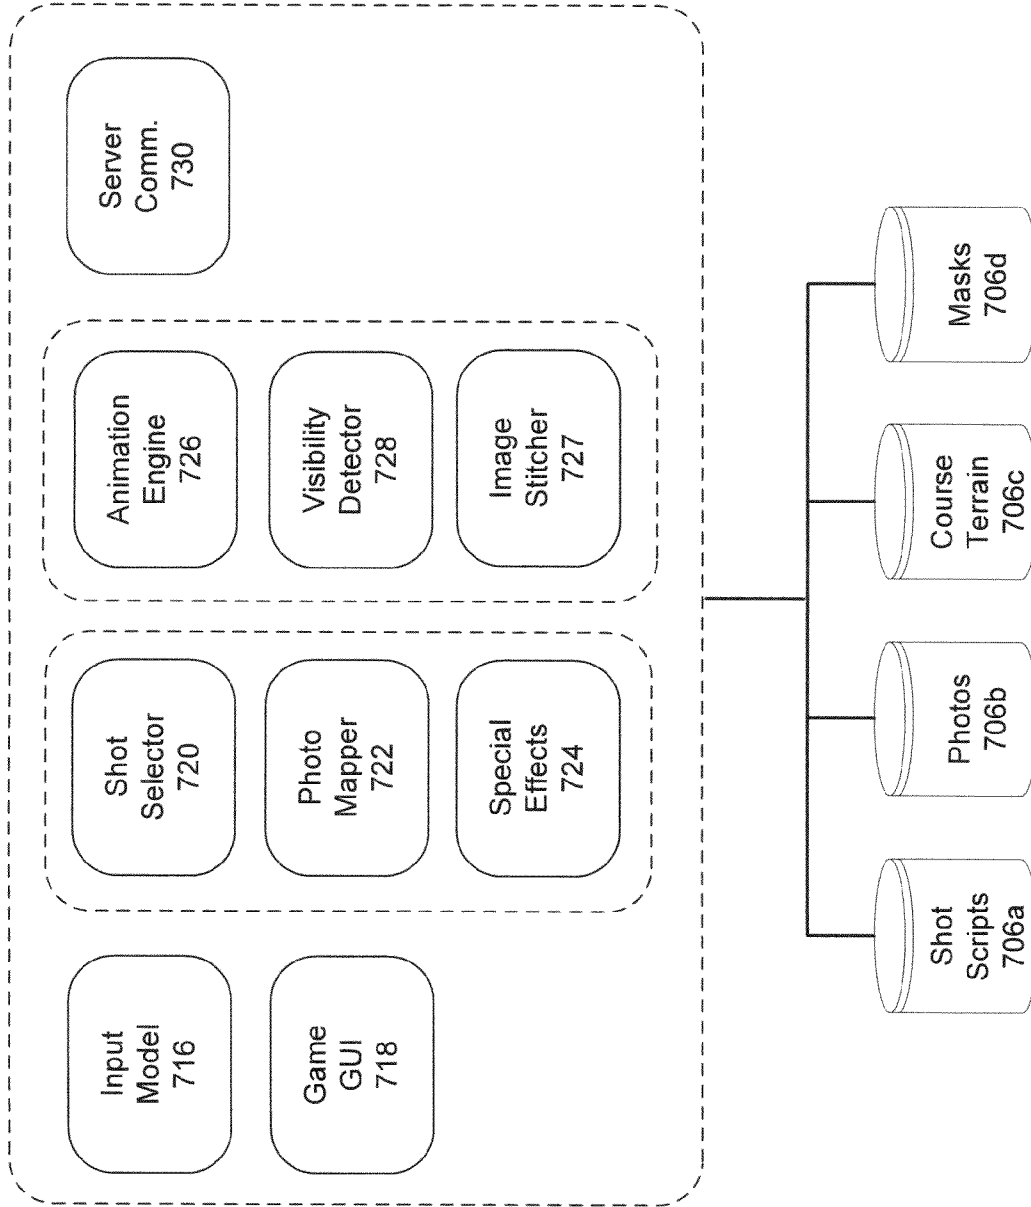 Input
Model
716
Game
GUI
718
Shot
Selector
720
Photo
Mapper
722
Special
Effects
724
Animation
Engine
726
Visibility
Detector
728
Image
Stitcher
727
Server
Comm.
730
Shot
Scripts
706a
Photos
706b
Course
Terrain
706c
Masks
706d